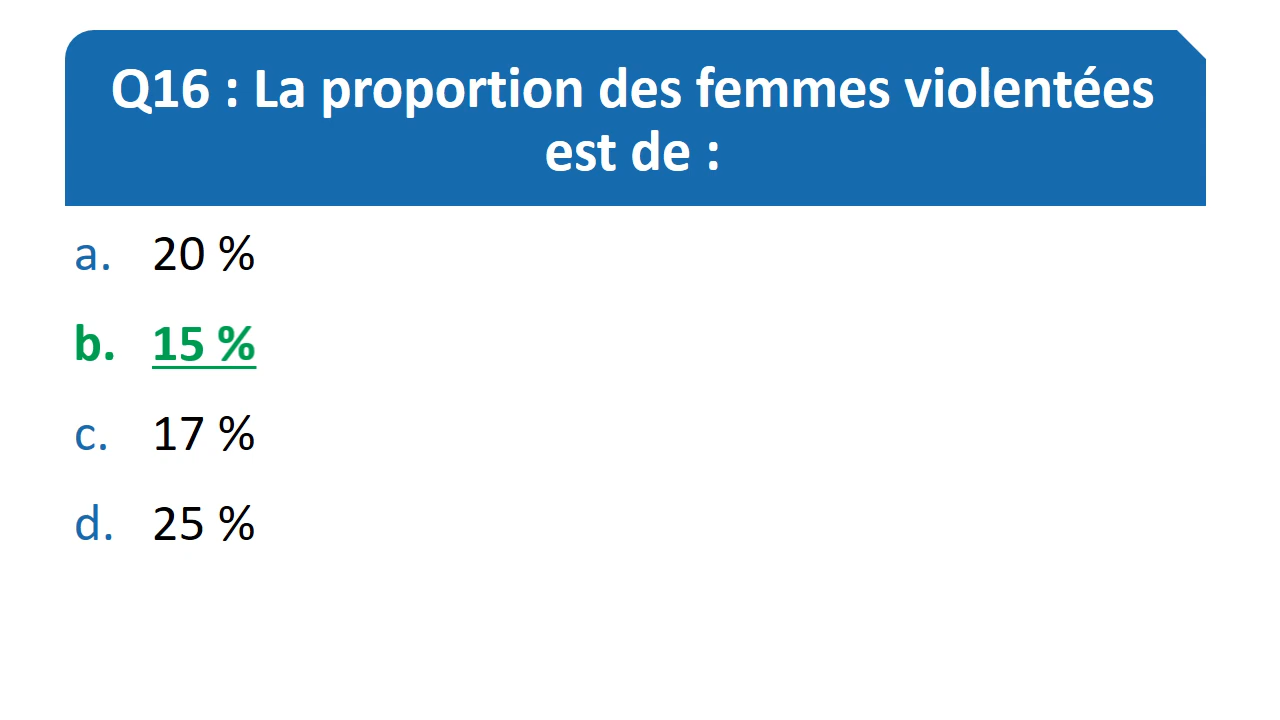 Q16 : La proportion des femmes violentées
est de :
a. 20 %
b. 15 %
c. 17 %
d. 25 %